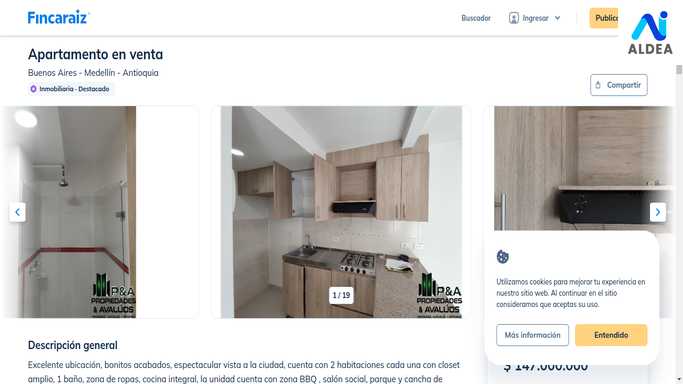 Fincaraiz
Buscador
Ingresar
Public
ALDEA
Apartamento en venta
Buenos Aires - Medellín - Antioquia
Inmobiliaria · Destacado
Compartir
P&A
PROPIEDADES
& AVALÚOS
1 / 19
P&A
PROPIEDADES
& AVALÚOS
Utilizamos cookies para mejorar tu experiencia en
nuestro sitio web. Al continuar en el sitio
consideramos que aceptas su uso.
Más información
Entendido
Descripción general
$ 147.000.000
Excelente ubicación, bonitos acabados, espectacular vista a la ciudad, cuenta con 2 habitaciones cada una con closet
amplio, 1 baño, zona de ropas, cocina integral, la unidad cuenta con zona BBQ , salón social, parque y cancha de